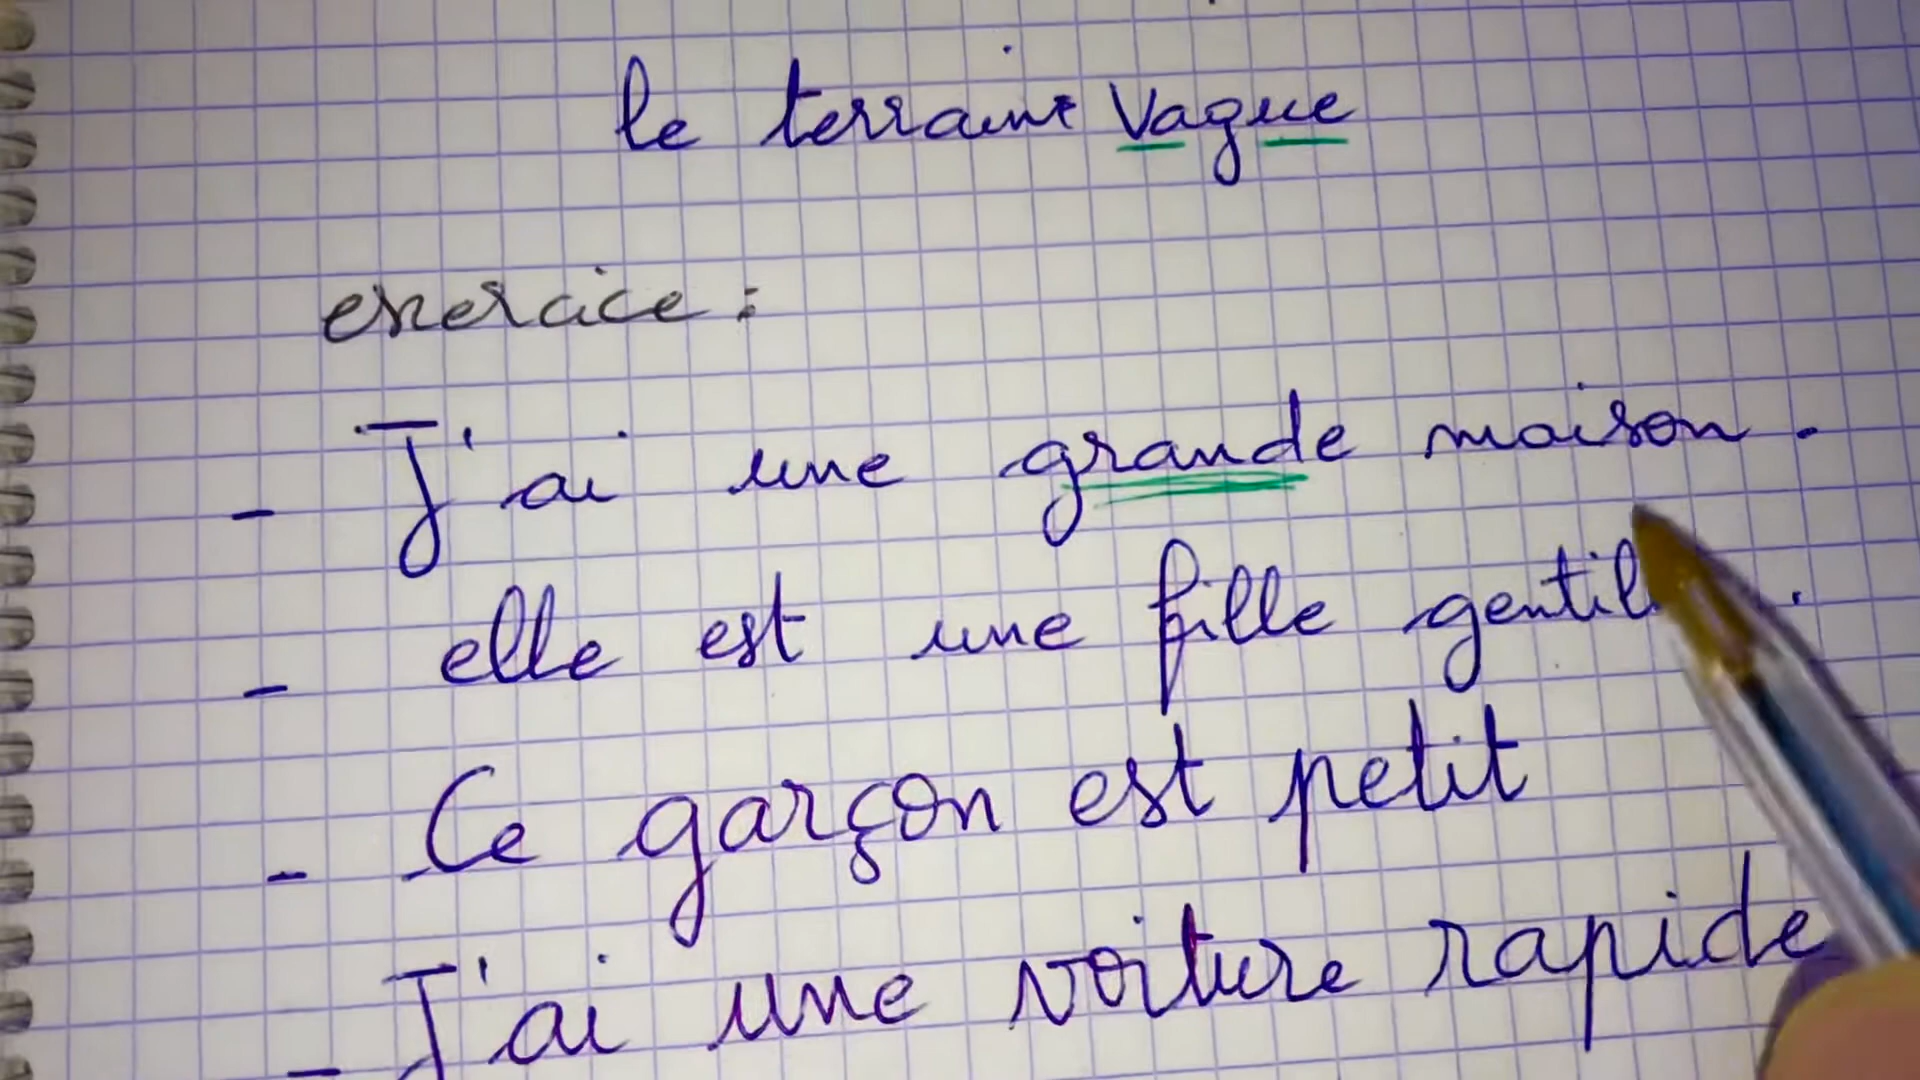 le terrain vague
exercice :
- J'ai une grande maison .
- elle est une fille gentil .
- Ce garçon est petit
- J'ai une voiture rapide